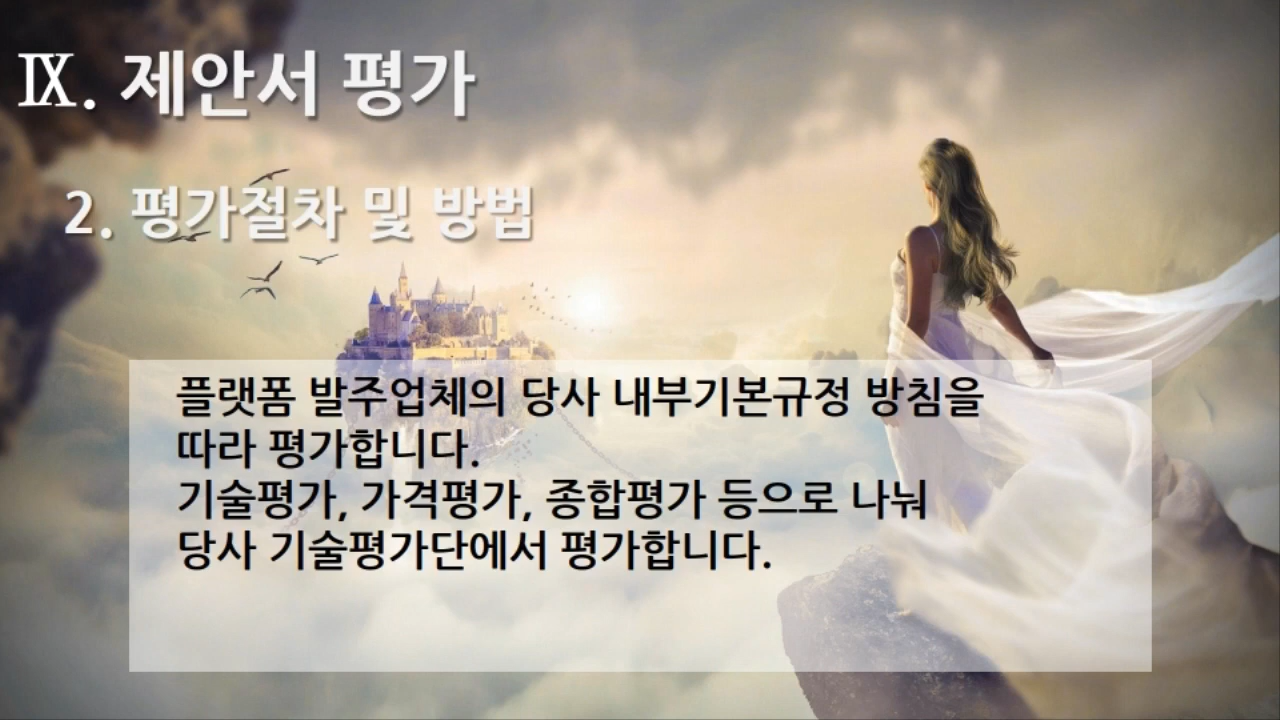 Ⅸ. 제안서 평가
2. 평가절차 및 방법
플랫폼 발주업체의 당사 내부기본규정 방침을
따라 평가합니다.
기술평가, 가격평가, 종합평가 등으로 나눠
당사 기술평가단에서 평가합니다.